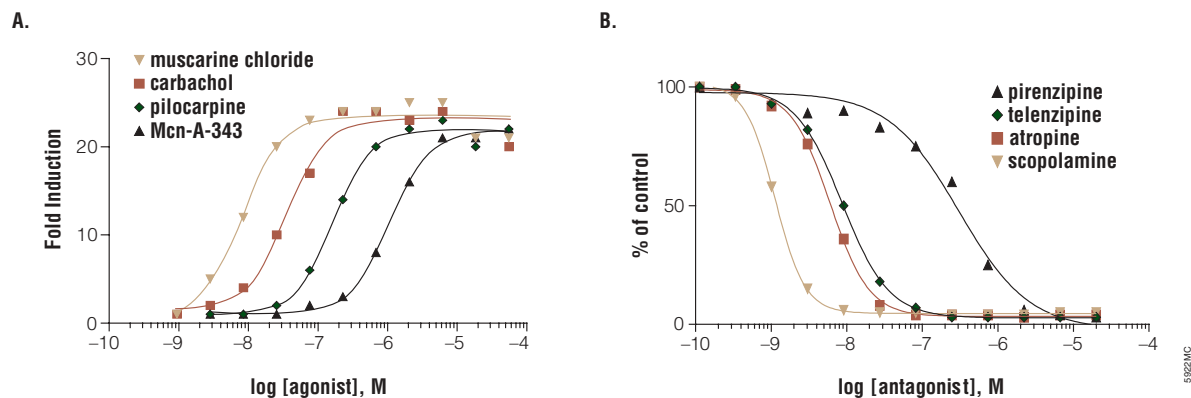 A.
Fold Induction
30
20
10
0
muscarine chloride
carbachol
pilocarpine
Mcn-A-343
–10 –9 –8 –7 –6 –5 –4
log [agonist], M
B.
% of control
100
50
0
pirenzipine
telenzipine
atropine
scopolamine
–10 –9 –8 –7 –6 –5 –4
log [antagonist], M
5922MC